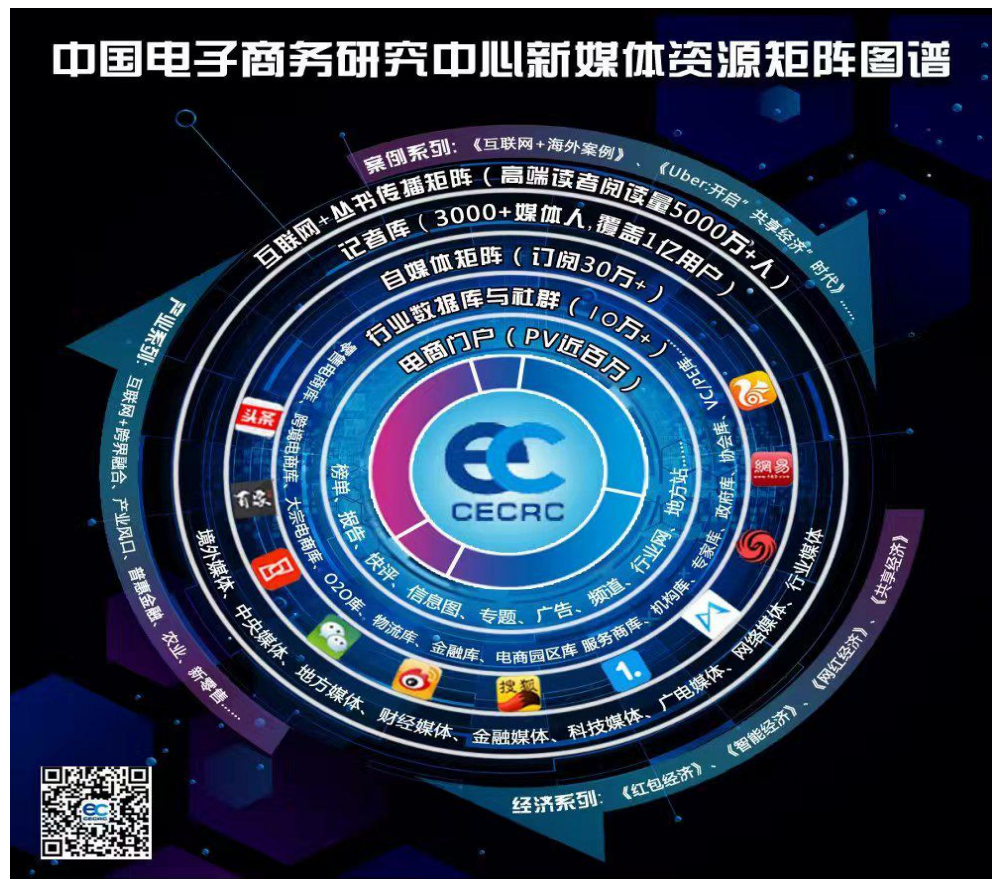 中国电子商务研究中心新媒体资源矩阵图谱
案例系列:《互联网+海外案例》、《Uber:开启“共享经济”时代》......
互联网+丛书传播矩阵(高端读者阅读量5000万+人)
记者库(3000+媒体人,覆盖1亿用户)
自媒体矩阵(订阅30万+)
行业数据库与社群(10万+)
电商门户(PV近百万)
CECRC
榜单、报告、快评、信息图、专题、广告、频道、行业网、地方站......
零售电商库、跨境电商库、大宗电商库、O2O库、物流库、金融库、电商园区库 服务商库、机构库、专家库、政府库、协会库、VC/PE库......
头条
百家
搜狐
1.
網易
www.163.com
境外媒体、中央媒体、地方媒体、财经媒体、金融媒体、科技媒体、广电媒体、网络媒体、行业媒体
产业系列:互联网+跨界融合、产业风口、普惠金融、农业、新零售......
经济系列:《红包经济》、《智能经济》、《网红经济》、《共享经济》
CECRC